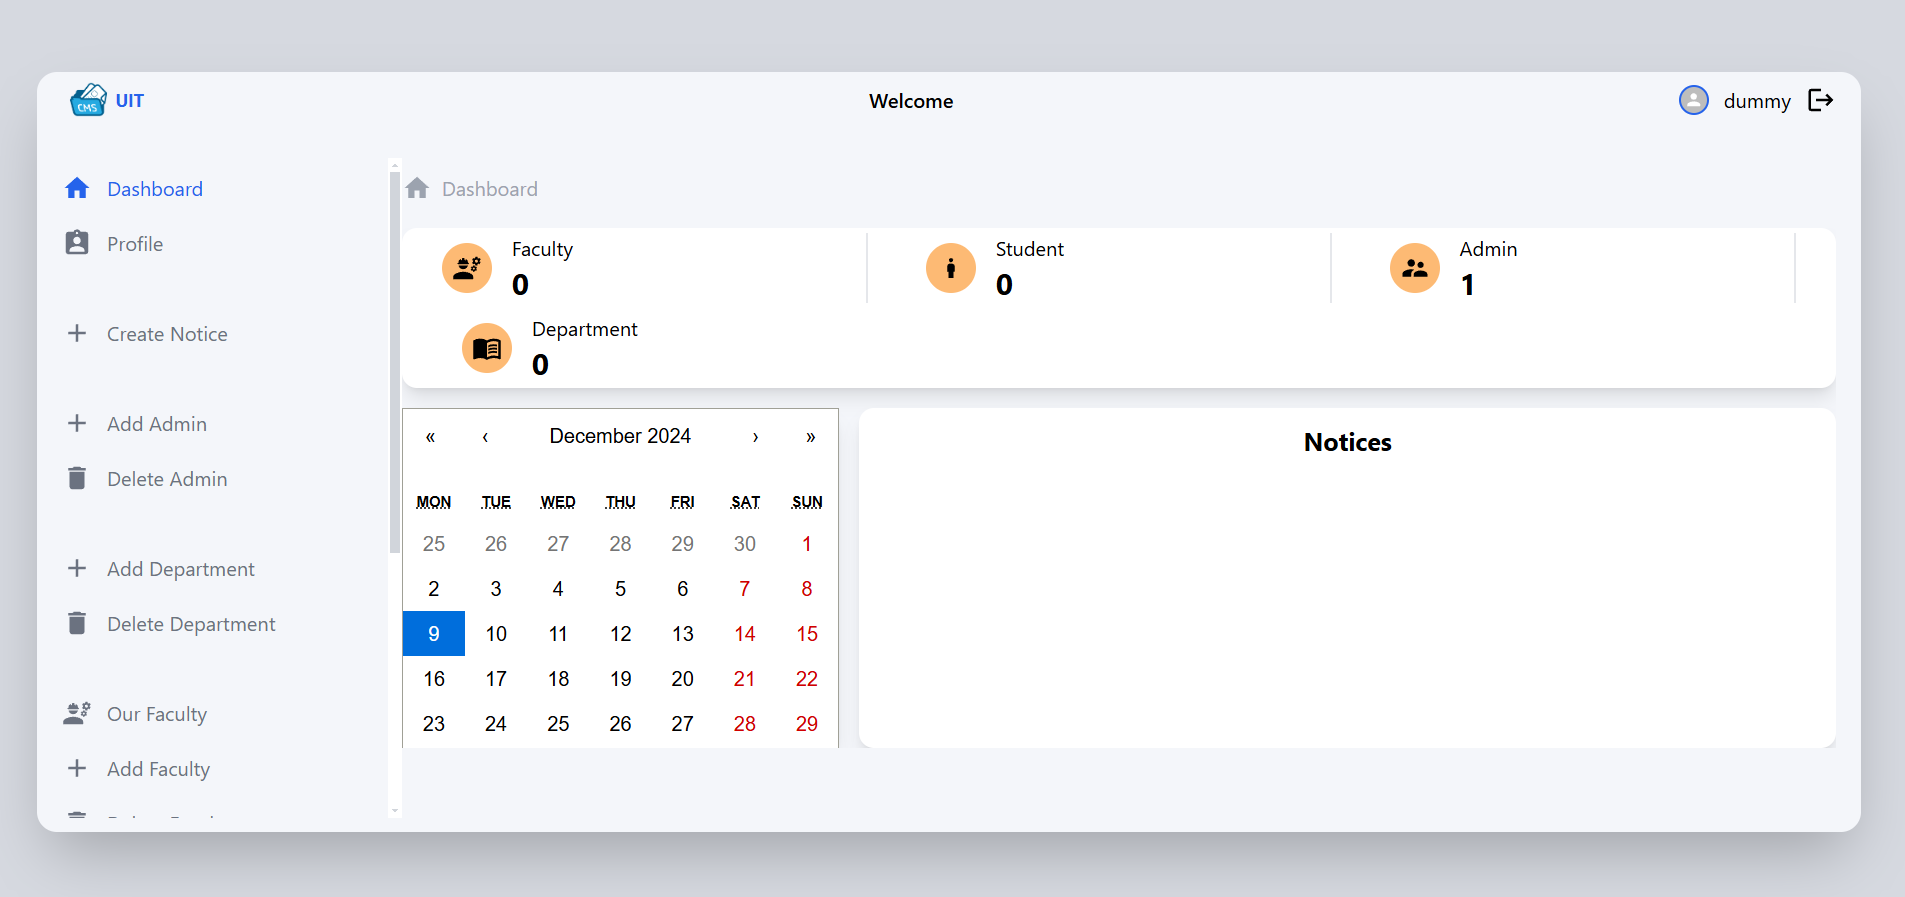 CMS UIT
Welcome
dummy
Dashboard
Profile
Create Notice
Add Admin
Delete Admin
Add Department
Delete Department
Our Faculty
Add Faculty
Dashboard
Faculty
0
Student
0
Admin
1
Department
0
« ‹ December 2024 › »
MON TUE WED THU FRI SAT SUN
25 26 27 28 29 30 1
2 3 4 5 6 7 8
9 10 11 12 13 14 15
16 17 18 19 20 21 22
23 24 25 26 27 28 29
Notices